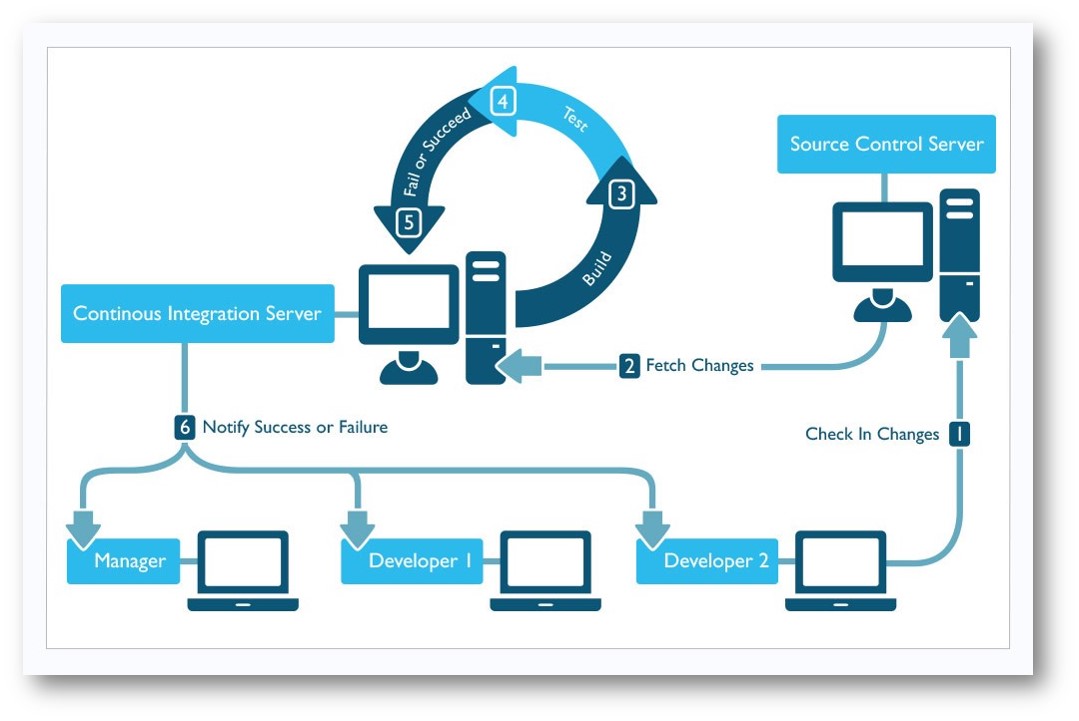 4
Test
Fail or Succeed
Source Control Server
3
5
Build
Continous Integration Server
2 Fetch Changes
6 Notify Success or Failure
Check In Changes 1
Manager
Developer 1
Developer 2